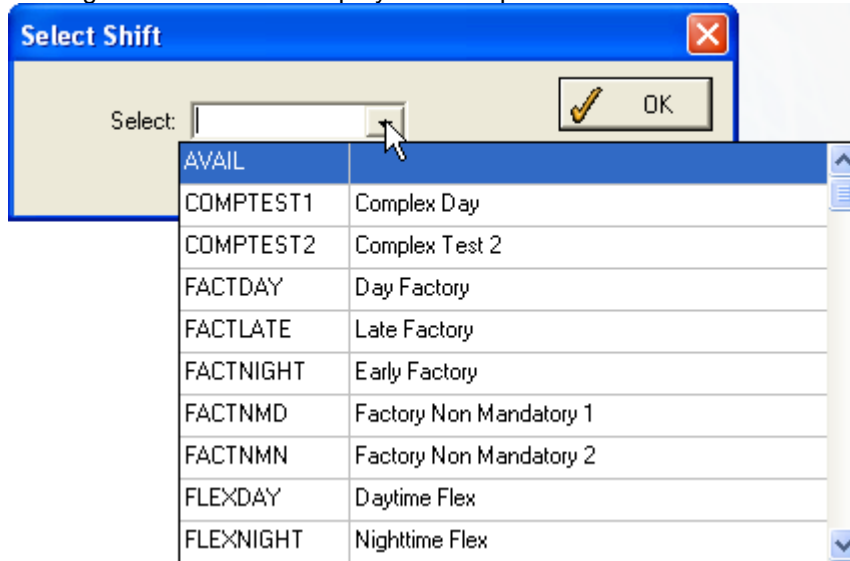 Select Shift
Select:
OK
AVAIL
COMPTEST1 Complex Day
COMPTEST2 Complex Test 2
FACTDAY Day Factory
FACTLATE Late Factory
FACTNIGHT Early Factory
FACTNMD Factory Non Mandatory 1
FACTNMN Factory Non Mandatory 2
FLEXDAY Daytime Flex
FLEXNIGHT Nighttime Flex